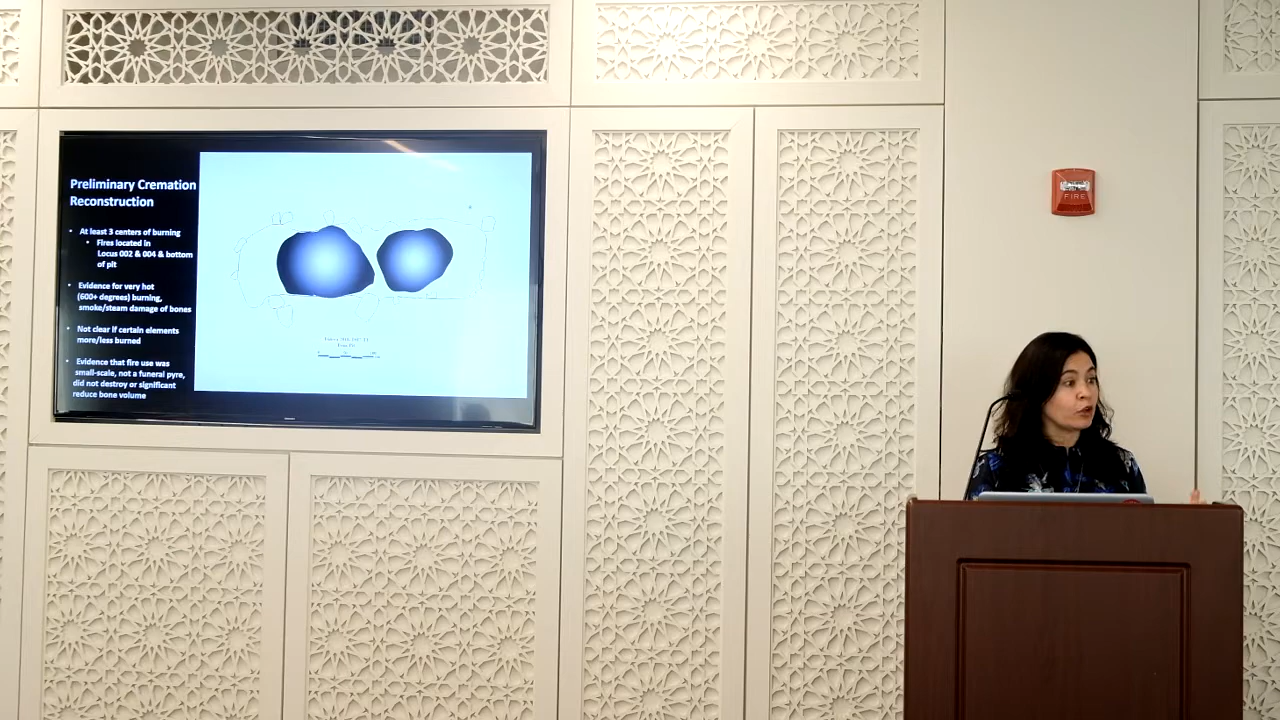 Preliminary Cremation
Reconstruction
• At least 3 centers of burning
• Fires located in
Locus 002 & 004 & bottom
of pit
• Evidence for very hot
(600+ degrees) burning,
smoke/steam damage of bones
• Not clear if certain elements
more/less burned
• Evidence that fire use was
small-scale, not a funeral pyre,
did not destroy or significant
reduce bone volume
FIRE